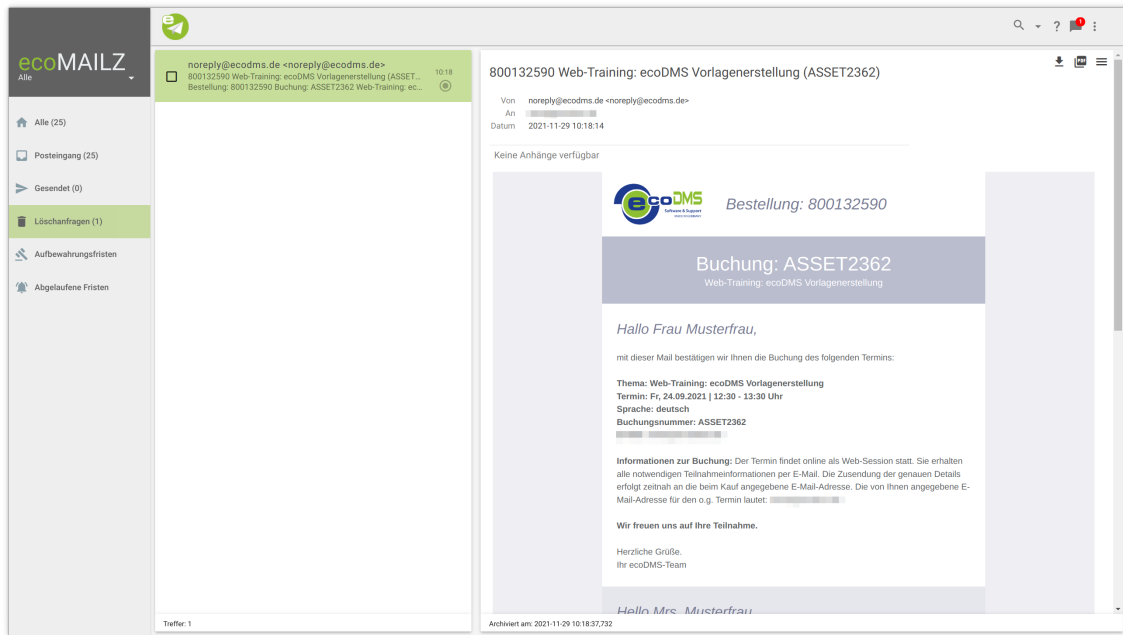 ecoMAILZ
Alle
Alle (25)
Posteingang (25)
Gesendet (0)
Löschanfragen (1)
Aufbewahrungsfristen
Abgelaufene Fristen
e
?
1
noreply@ecodms.de <noreply@ecodms.de>
800132590 Web-Training: ecoDMS Vorlagenerstellung (ASSET...
10:18
Bestellung: 800132590 Buchung: ASSET2362 Web-Training: ec...
Treffer: 1
800132590 Web-Training: ecoDMS Vorlagenerstellung (ASSET2362)
PDF
Von noreply@ecodms.de <noreply@ecodms.de>
An
Datum 2021-11-29 10:18:14
Keine Anhänge verfügbar
ecoDMS
Software & Support
Bestellung: 800132590
Buchung: ASSET2362
Web-Training: ecoDMS Vorlagenerstellung
Hallo Frau Musterfrau,
mit dieser Mail bestätigen wir Ihnen die Buchung des folgenden Termins:
Thema: Web-Training: ecoDMS Vorlagenerstellung
Termin: Fr, 24.09.2021 | 12:30 - 13:30 Uhr
Sprache: deutsch
Buchungsnummer: ASSET2362
Informationen zur Buchung: Der Termin findet online als Web-Session statt. Sie erhalten
alle notwendigen Teilnahmeinformationen per E-Mail. Die Zusendung der genauen Details
erfolgt zeitnah an die beim Kauf angegebene E-Mail-Adresse. Die von Ihnen angegebene E-
Mail-Adresse für den o.g. Termin lautet:
Wir freuen uns auf Ihre Teilnahme.
Herzliche Grüße.
Ihr ecoDMS-Team
Hello Mrs. Musterfrau
Archiviert am: 2021-11-29 10:18:37,732